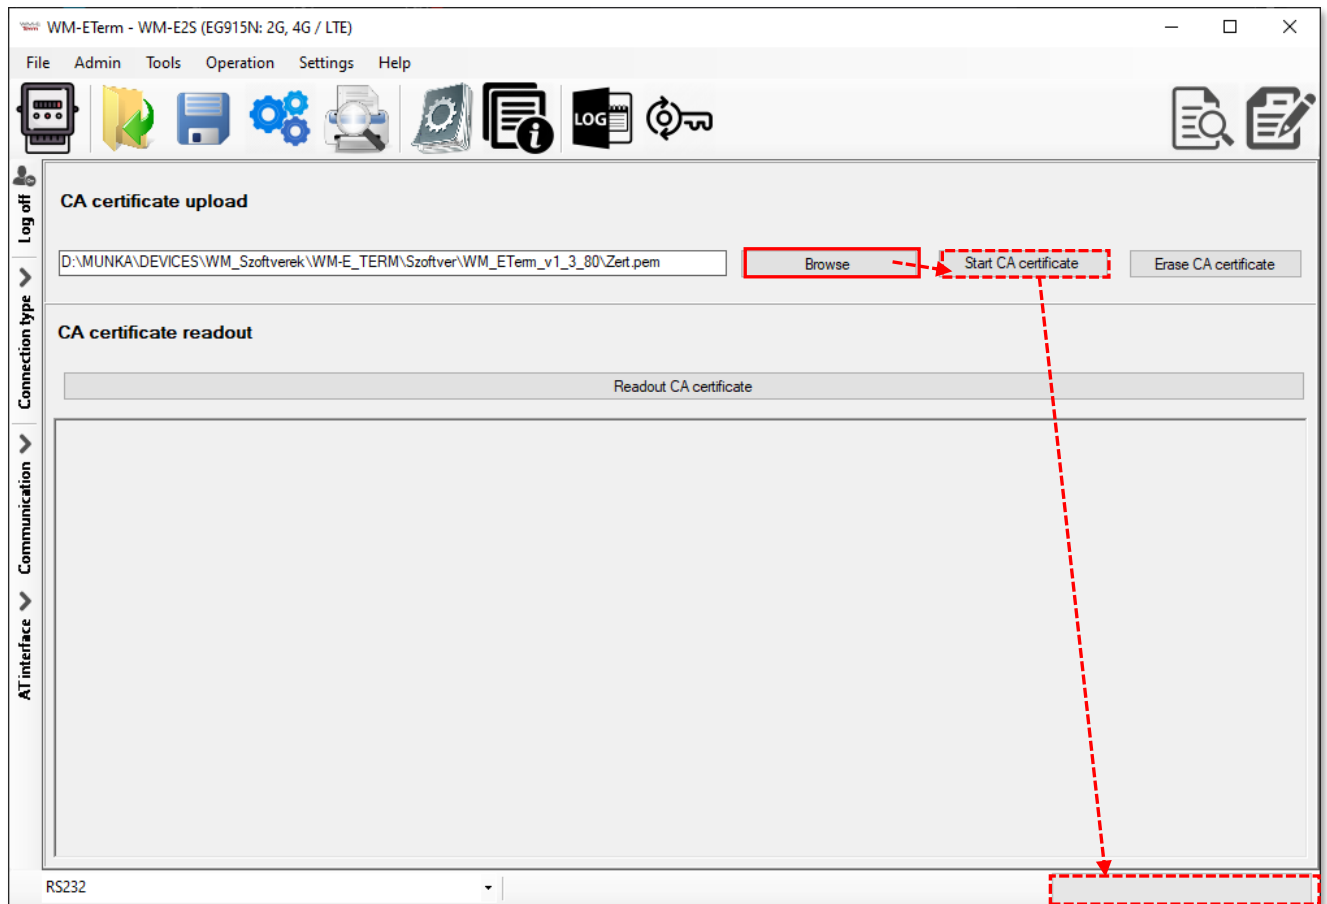 WM-ETerm - WM-E2S (EG915N: 2G, 4G / LTE)
File Admin Tools Operation Settings Help
LOG
Log off
Connection type
Communication
AT interface
CA certificate upload
D:\MUNKA\DEVICES\WM_Szoftverek\WM-E_TERM\Szoftver\WM_ETerm_v1_3_80\Zert.pem
Browse
Start CA certificate
Erase CA certificate
CA certificate readout
Readout CA certificate
RS232